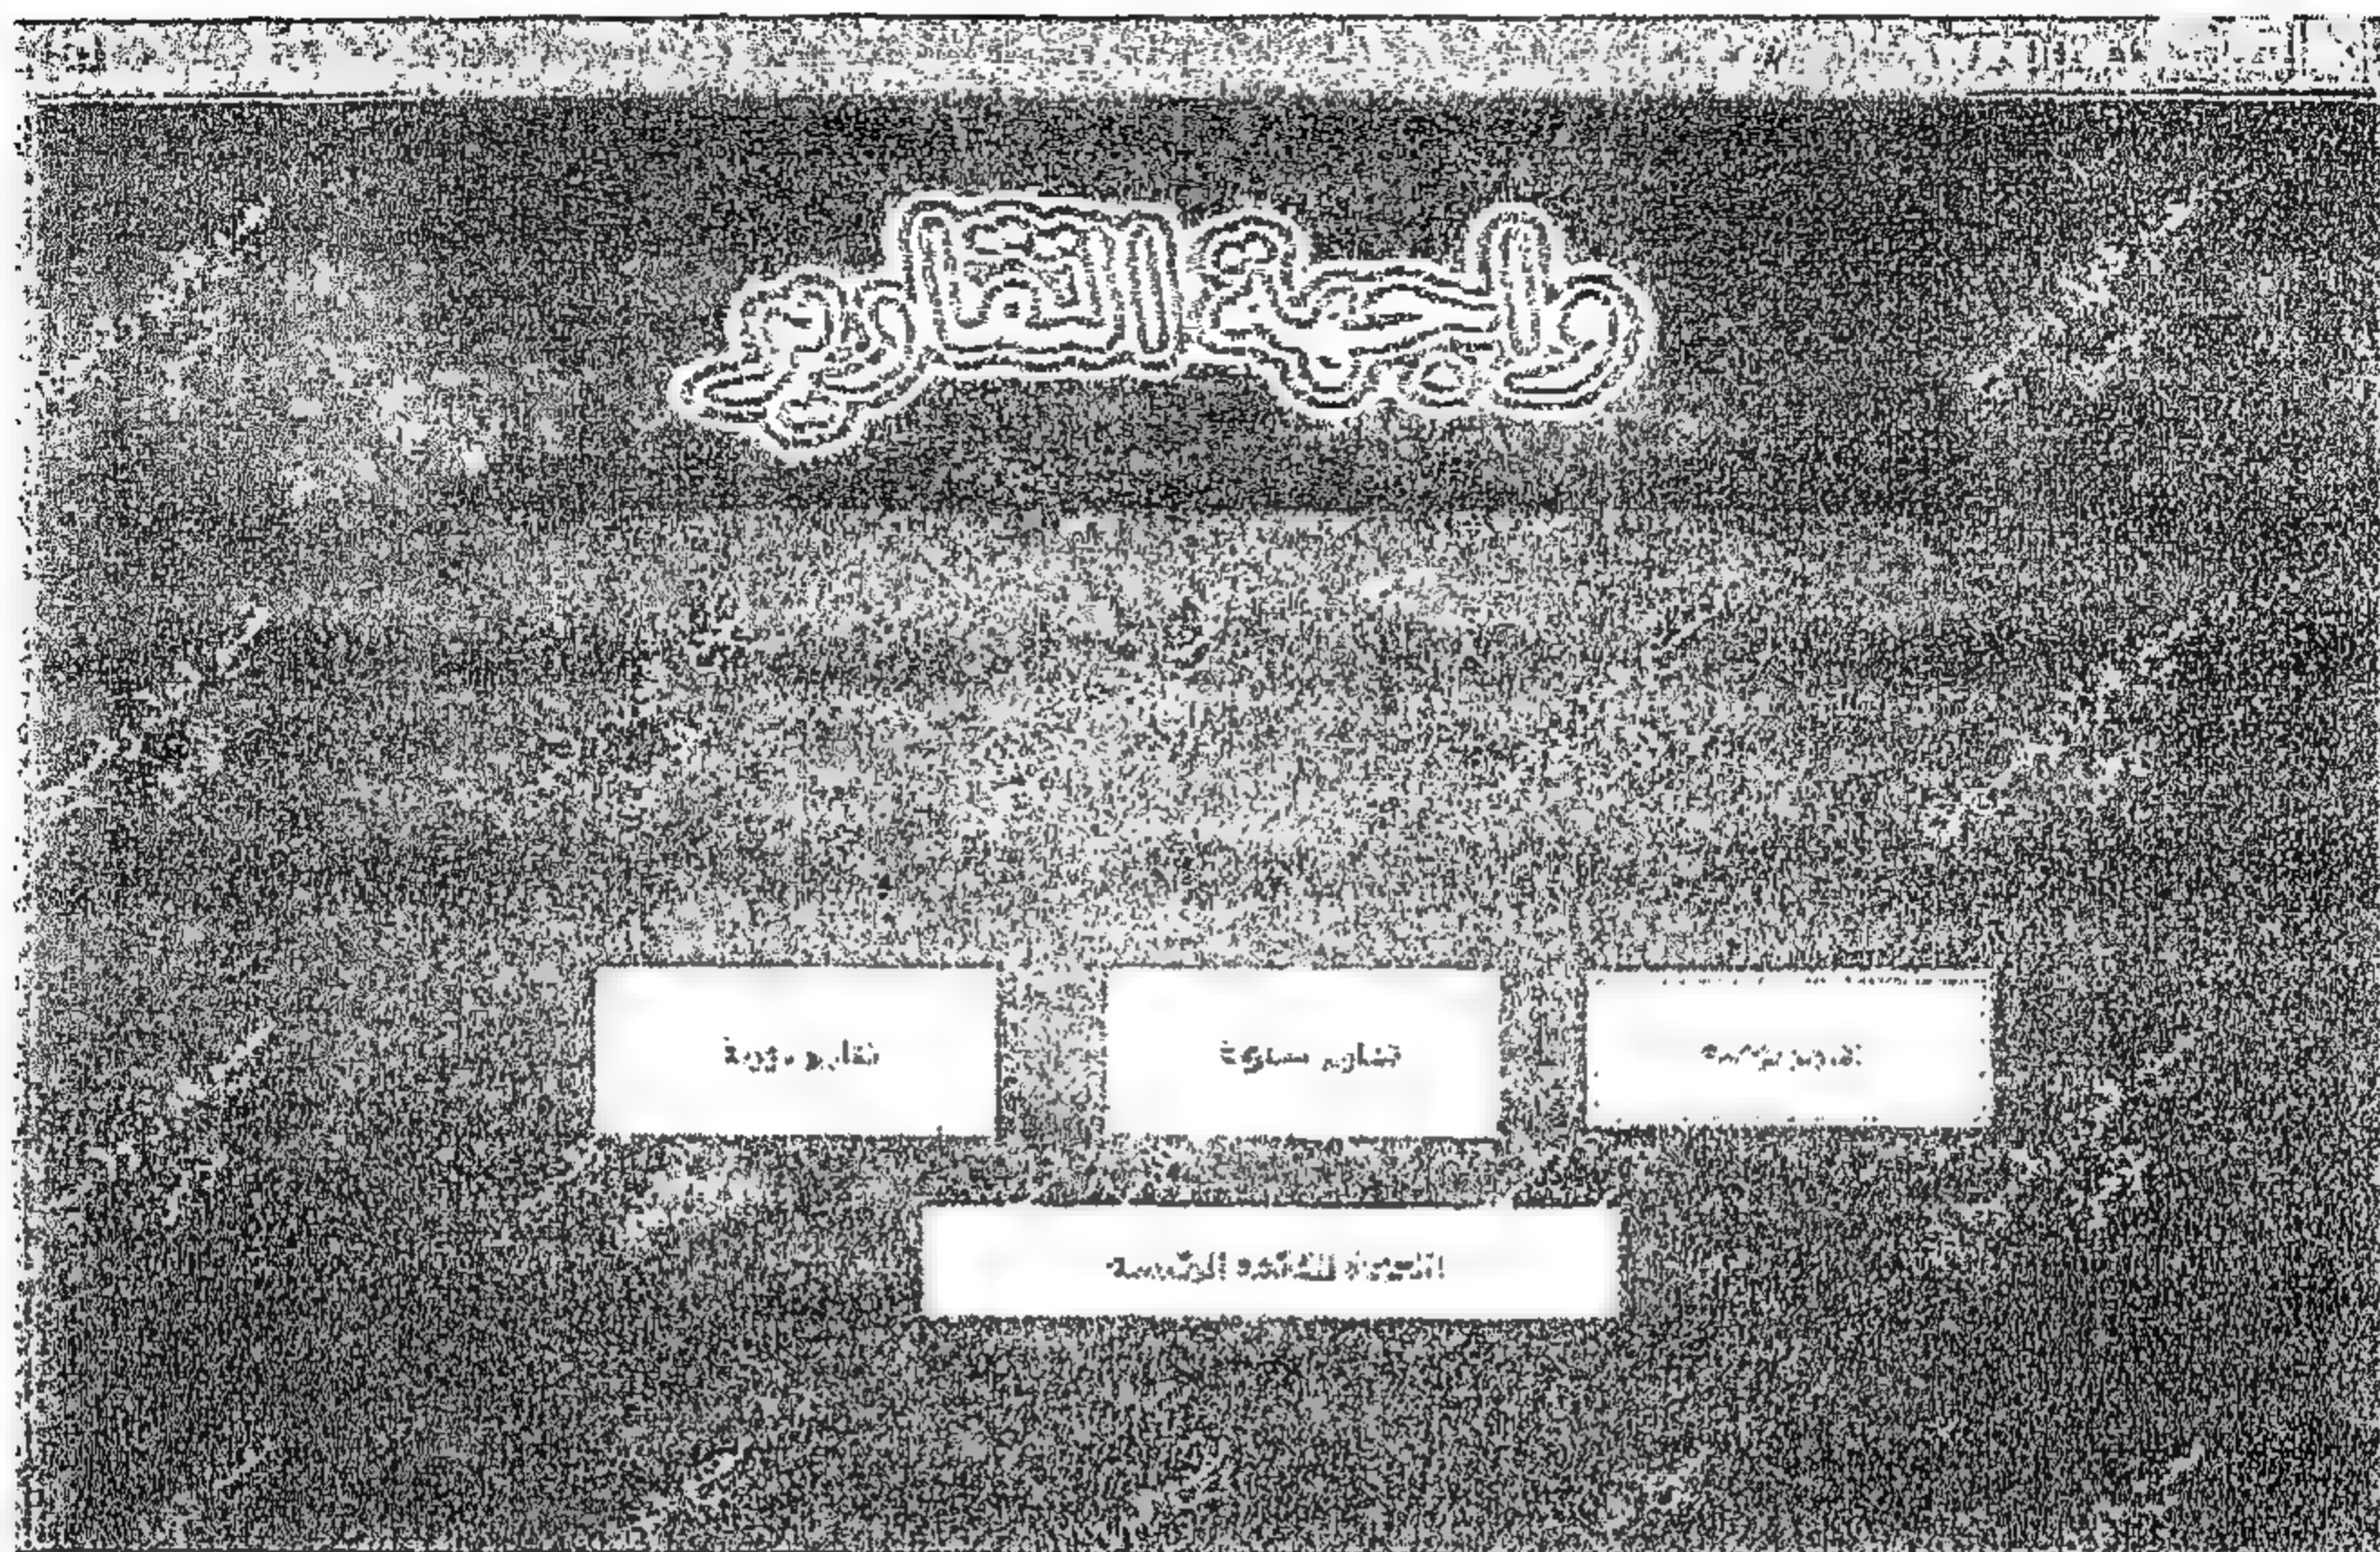 واجهة التقارير
تقارير سنوية
تقارير دورية
العودة للقائمة الرئيسية